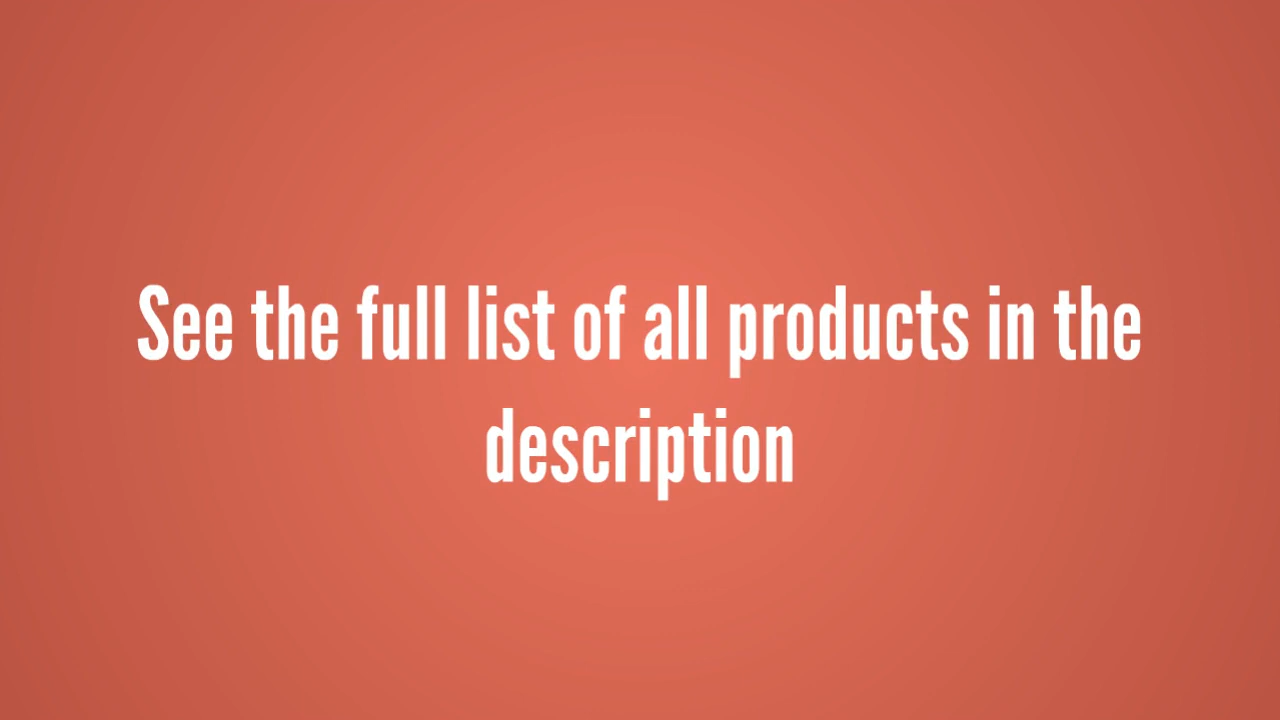 See the full list of all products in the
description